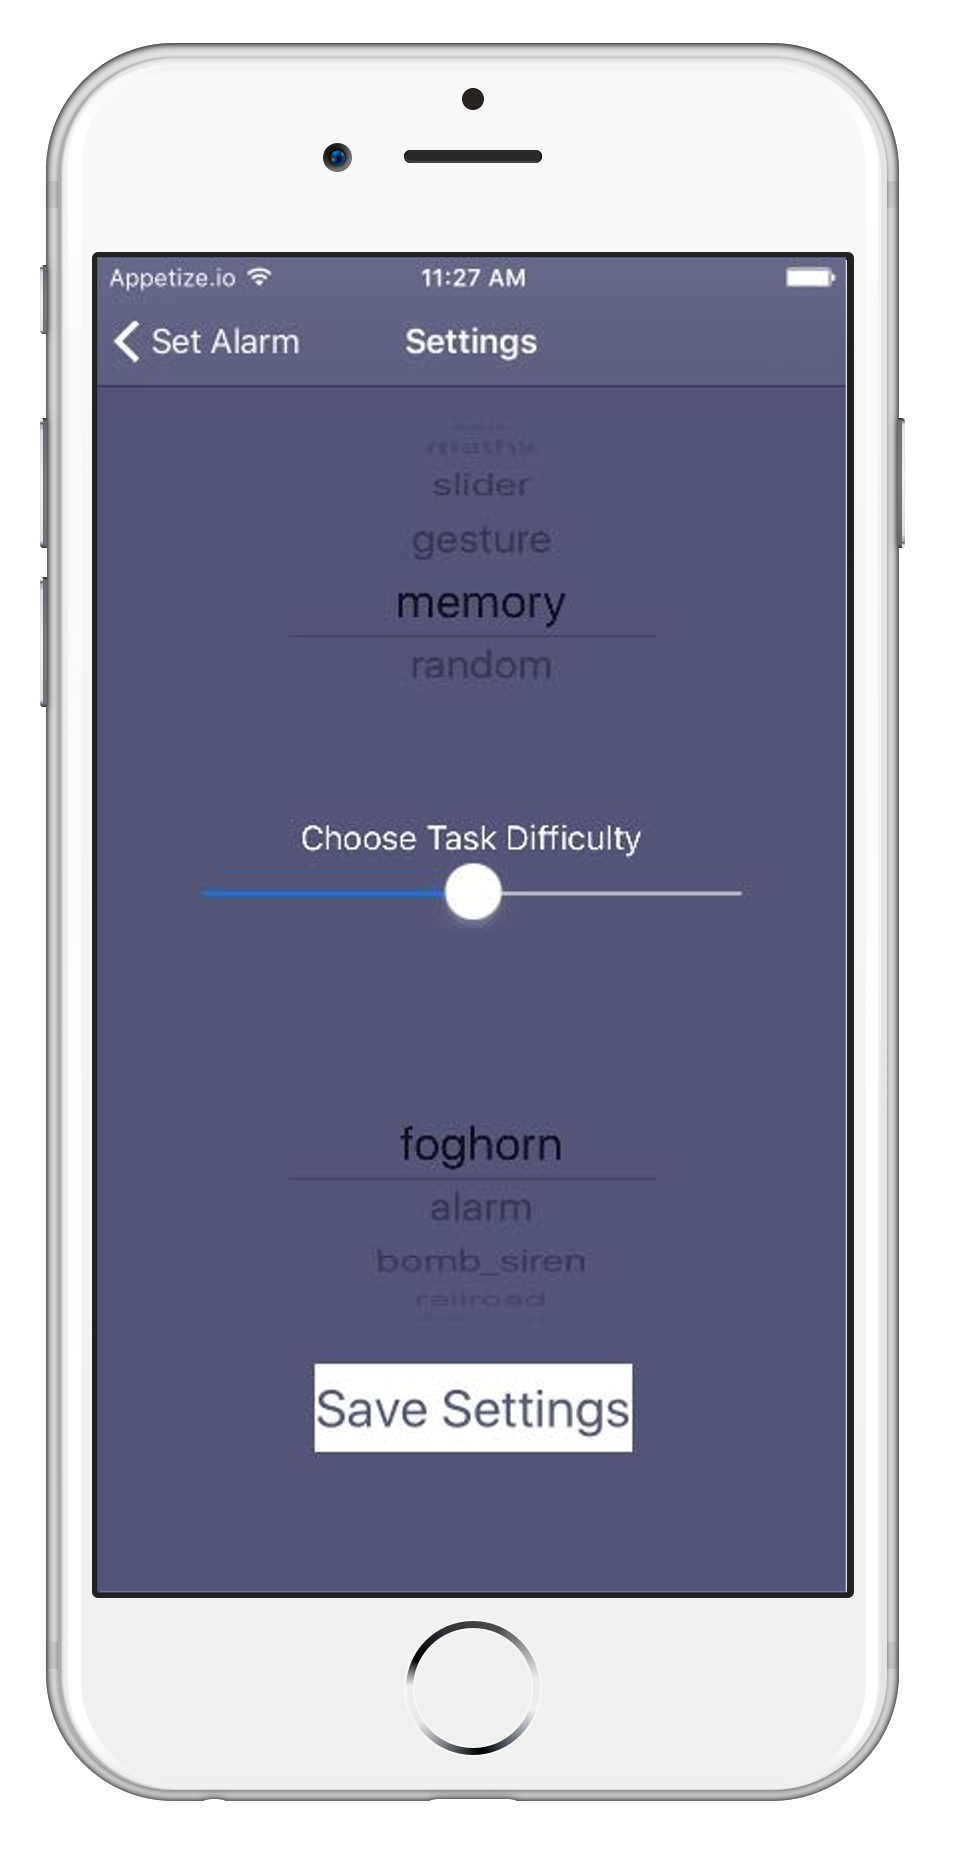 Appetize.io 11:27 AM
Set Alarm Settings
maths
slider
gesture
memory
random
Choose Task Difficulty
foghorn
alarm
bomb_siren
railroad
Save Settings